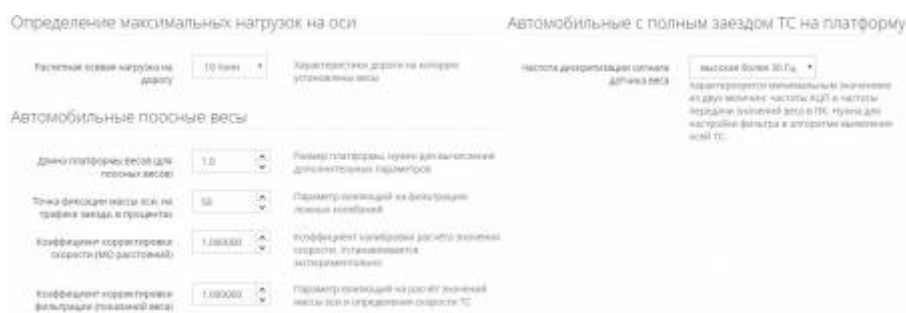 Определение максимальных нагрузок на оси
Расчетная осевая нагрузка на
дорогу
10 тонн
Характеристики дороги на которую
установлены весы
Автомобильные поосные весы
Длина платформы весов (для
поосных весов)
1,0
Размер платформы, нужен для вычисления
дополнительных параметров
Точка фиксации массы оси, на
графике заезда, в процентах
50
Параметр влияющий на фильтрацию
ложных колебаний
Коэффициент корректировки
скорости (МО расстояний)
1,000000
Коэффициент калибровки расчёта значения
скорости. Устанавливается
экспериментально
Коэффициент корректировки
фильтрации (показаний веса)
1,000000
Параметр влияющий на расчёт значений
массы оси и определения скорости ТС
Автомобильные с полным заездом ТС на платформу
Частота дискретизации сигнала
датчика веса
высокая более 30 Гц
Характеризуется минимальным значением
из двух величин: частоты АЦП и частоты
передачи значений веса в ПК. Нужна для
настройки фильтра в алгоритме выявления
осей ТС.